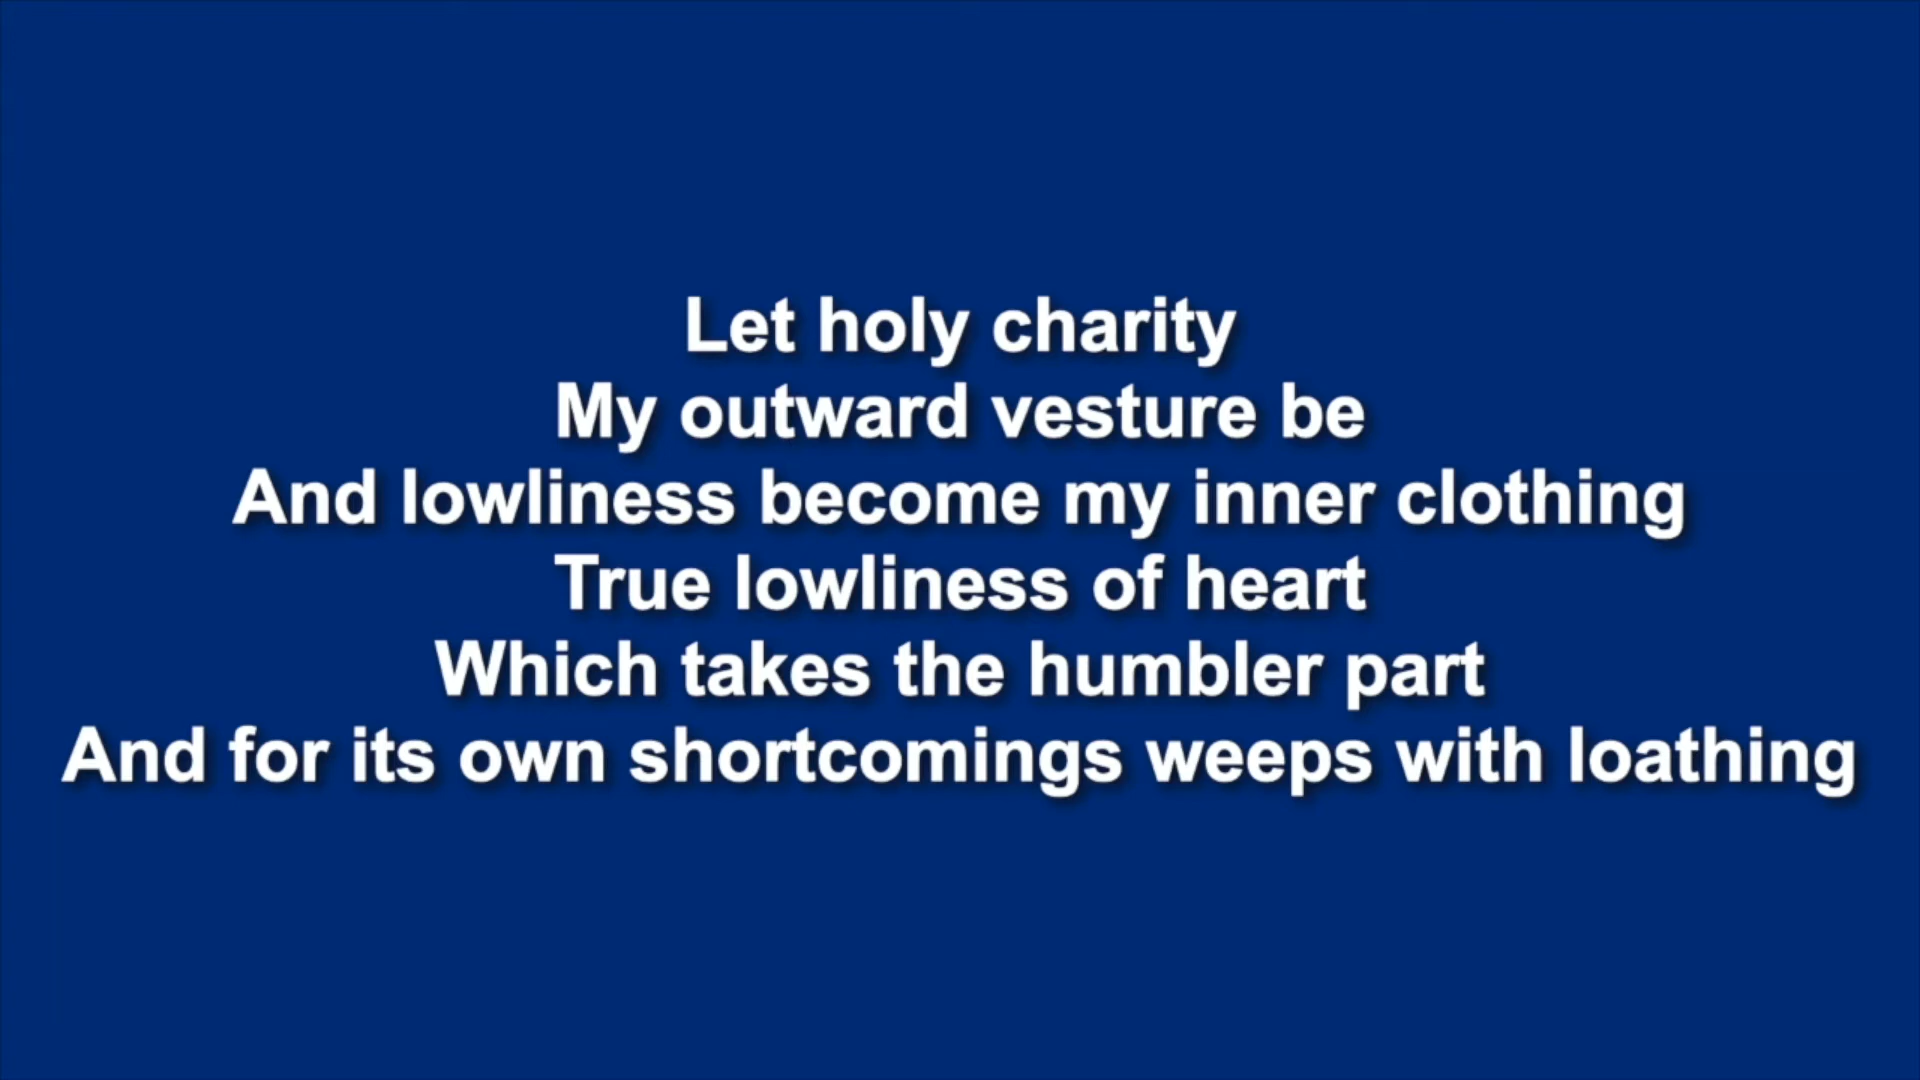 Let holy charity
My outward vesture be
And lowliness become my inner clothing
True lowliness of heart
Which takes the humbler part
And for its own shortcomings weeps with loathing